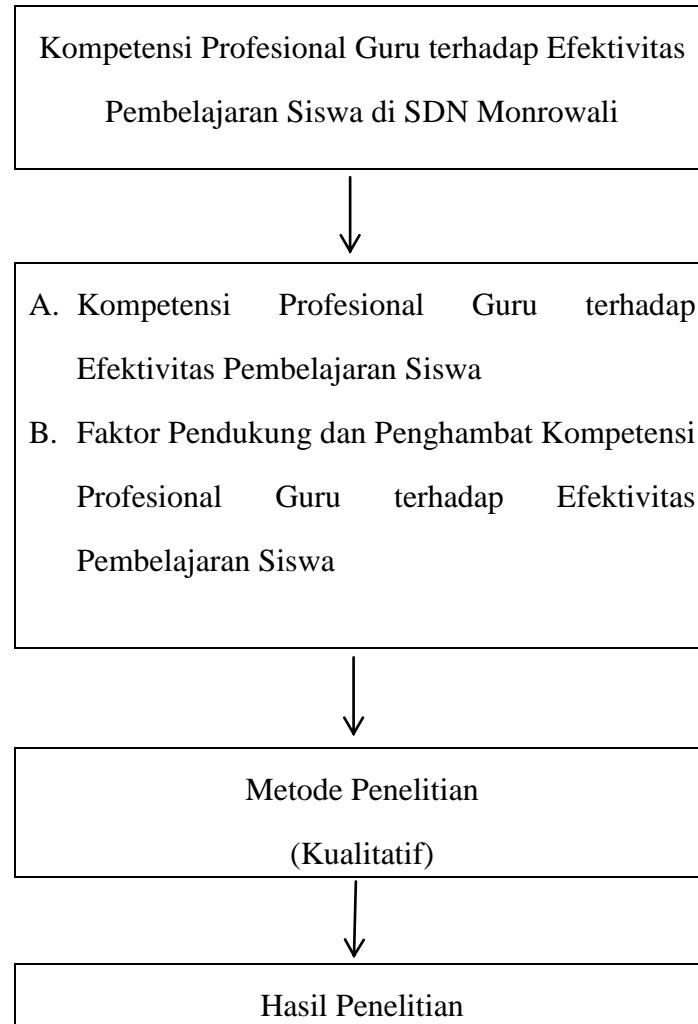 Kompetensi Profesional Guru terhadap Efektivitas
Pembelajaran Siswa di SDN Monrowali
A. Kompetensi Profesional Guru terhadap
Efektivitas Pembelajaran Siswa
B. Faktor Pendukung dan Penghambat Kompetensi
Profesional Guru terhadap Efektivitas
Pembelajaran Siswa
Metode Penelitian
(Kualitatif)
Hasil Penelitian